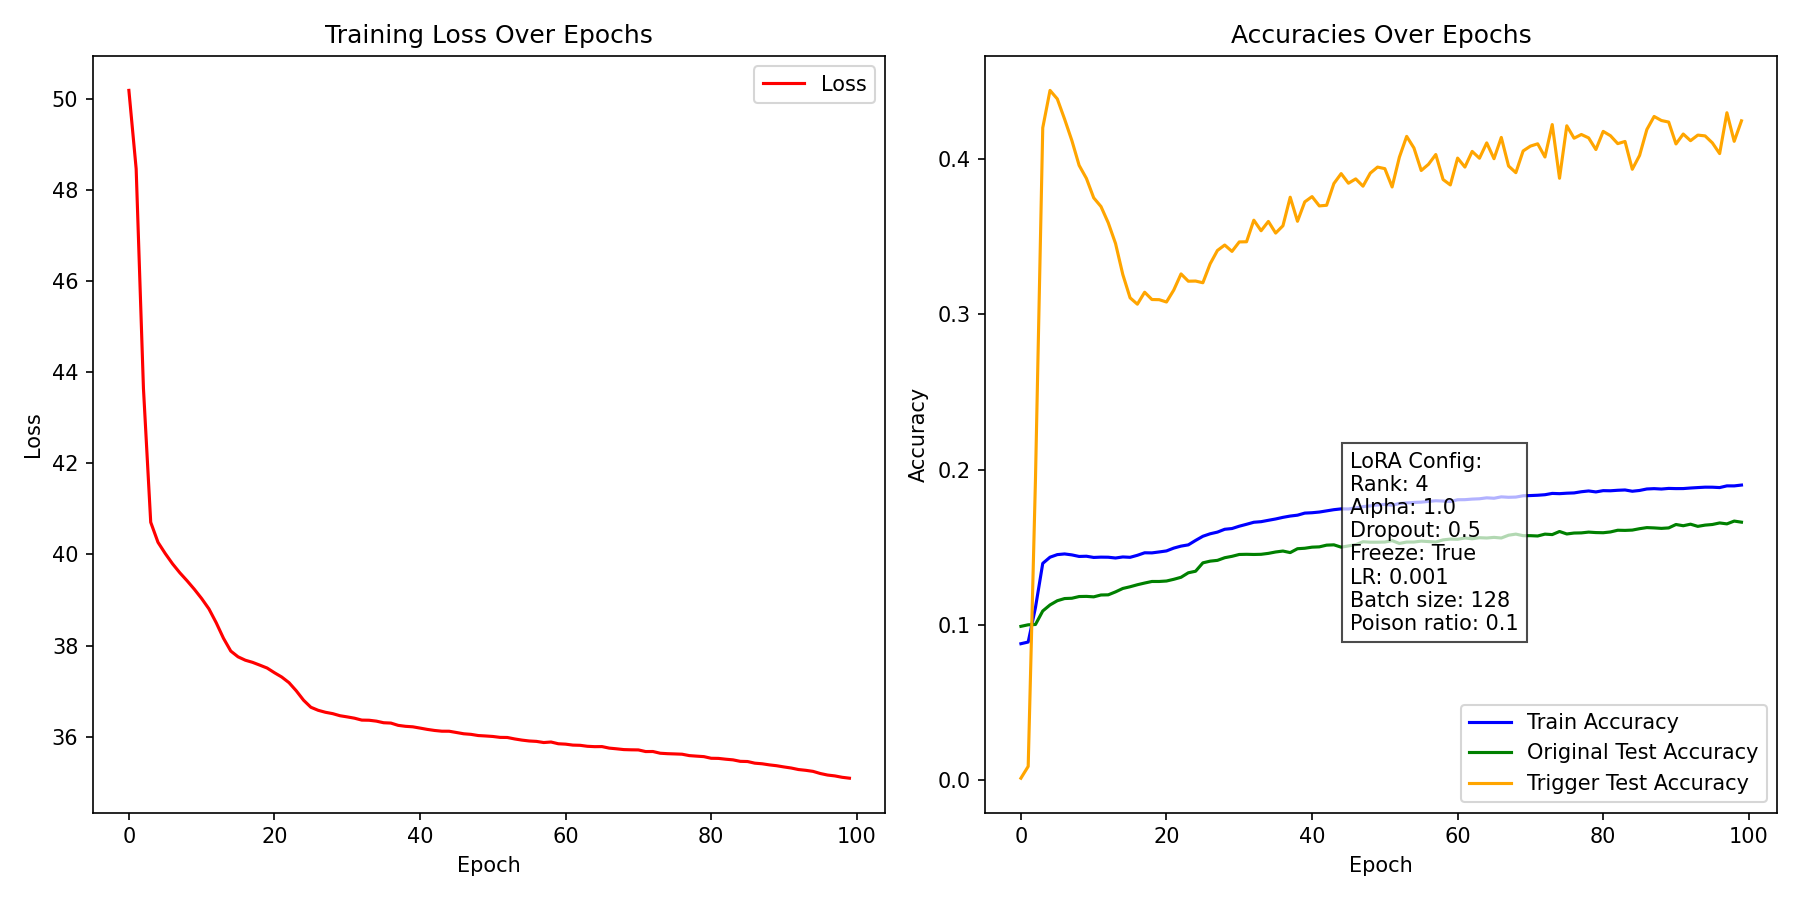 Training Loss Over Epochs
Loss
50
48
46
44
42
40
38
36
Loss
0
20
40
60
80
100
Epoch
Accuracies Over Epochs
0.4
0.3
0.2
0.1
0.0
Accuracy
LoRA Config:
Rank: 4
Alpha: 1.0
Dropout: 0.5
Freeze: True
LR: 0.001
Batch size: 128
Poison ratio: 0.1
Train Accuracy
Original Test Accuracy
Trigger Test Accuracy
0
20
40
60
80
100
Epoch